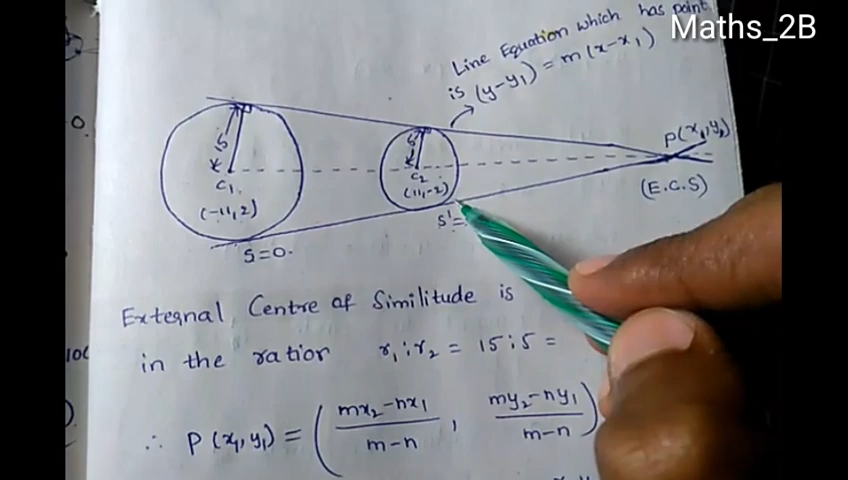 Maths_2B
Line Equation which has point
is (y-y₁) = m(x-x₁)
P(x₁,y₁)
(E.C.S)
C₁
(-11,2)
C₂
(11,-2)
S=0.
S'=
External Centre of Similitude is
in the ratior r₁:r₂ = 15:5 =
∴ P(x₁,y₁) = (mx₂-nx₁/m-n, my₂-ny₁/m-n)